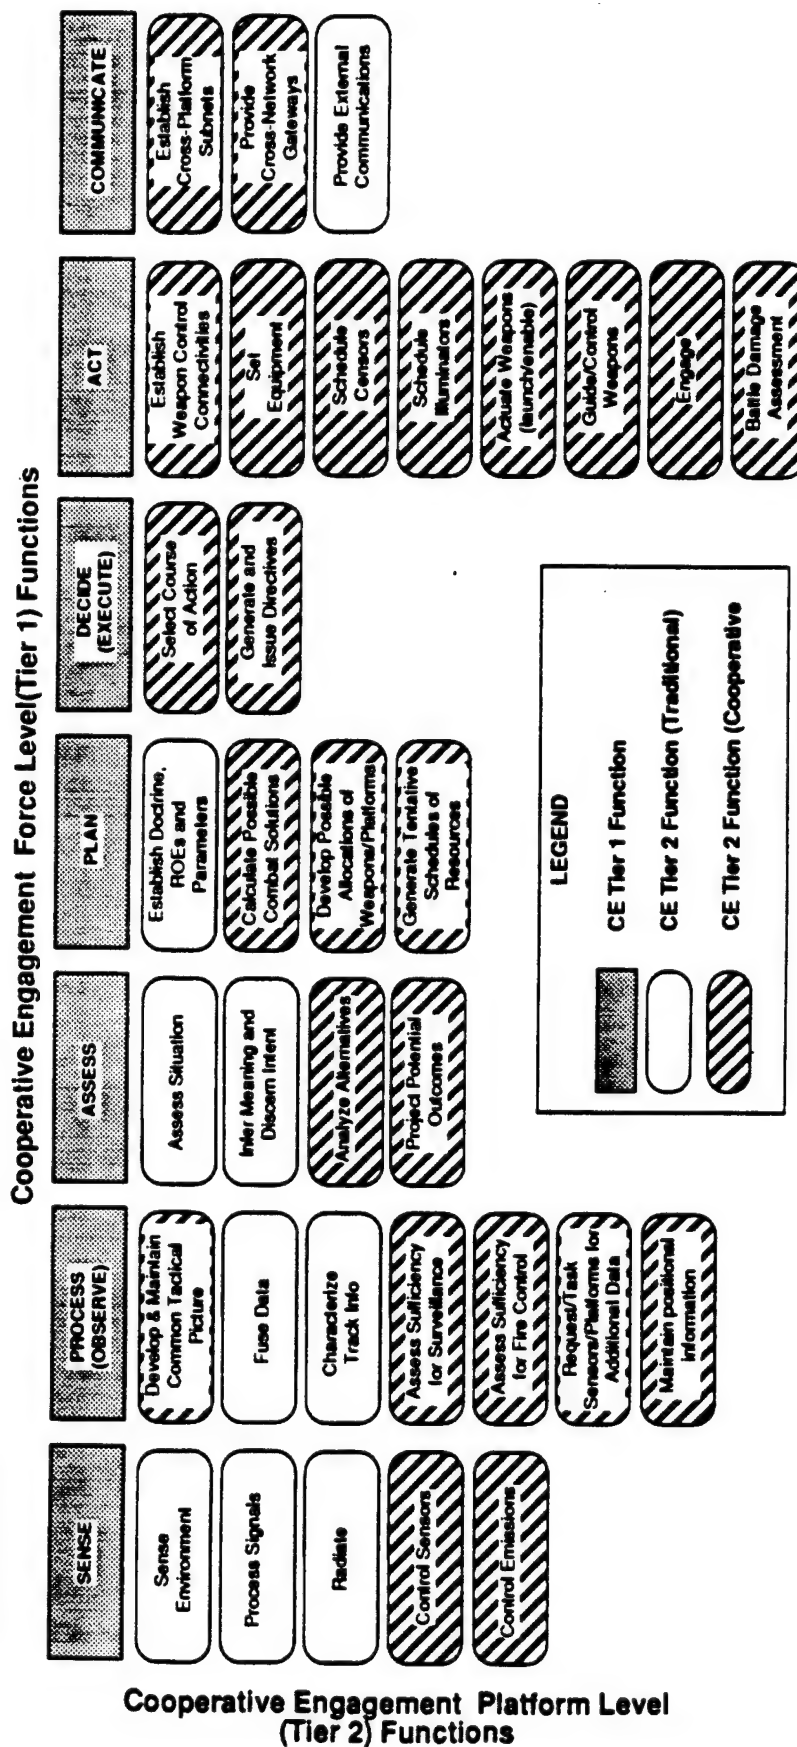 Cooperative Engagement Force Level(Tier 1) Functions
SENSE
Sense
Environment
Process Signals
Radiate
Control Sensors
Control Emissions
PROCESS
(OBSERVE)
Develop & Maintain
Common Tactical
Picture
Fuse Data
Characterize
Track Info
Assess Sufficiency
for Surveillance
Assess Sufficiency
for Fire Control
Request/Task
Sensors/Platforms for
Additional Data
Maintain positional
information
ASSESS
Assess Situation
Infer Meaning and
Discern Intent
Analyze Alternatives
Project Potential
Outcomes
PLAN
Establish Doctrine,
ROEs and
Parameters
Calculate Possible
Combat Solutions
Develop Possible
Allocations of
Weapons/Platforms
Generate Tentative
Schedules of
Resources
DECIDE
(EXECUTE)
Select Course
of Action
Generate and
Issue Directives
ACT
Establish
Weapon Control
Connectivities
Set
Equipment
Schedule
Censors
Schedule
Illuminators
Actuate Weapons
(launch/enable)
Guide/Control
Weapons
Engage
Battle Damage
Assessment
COMMUNICATE
Establish
Cross-Platform
Subnets
Provide
Cross-Network
Gateways
Provide External
Communications
LEGEND
CE Tier 1 Function
CE Tier 2 Function (Traditional)
CE Tier 2 Function (Cooperative
Cooperative Engagement Platform Level
(Tier 2) Functions